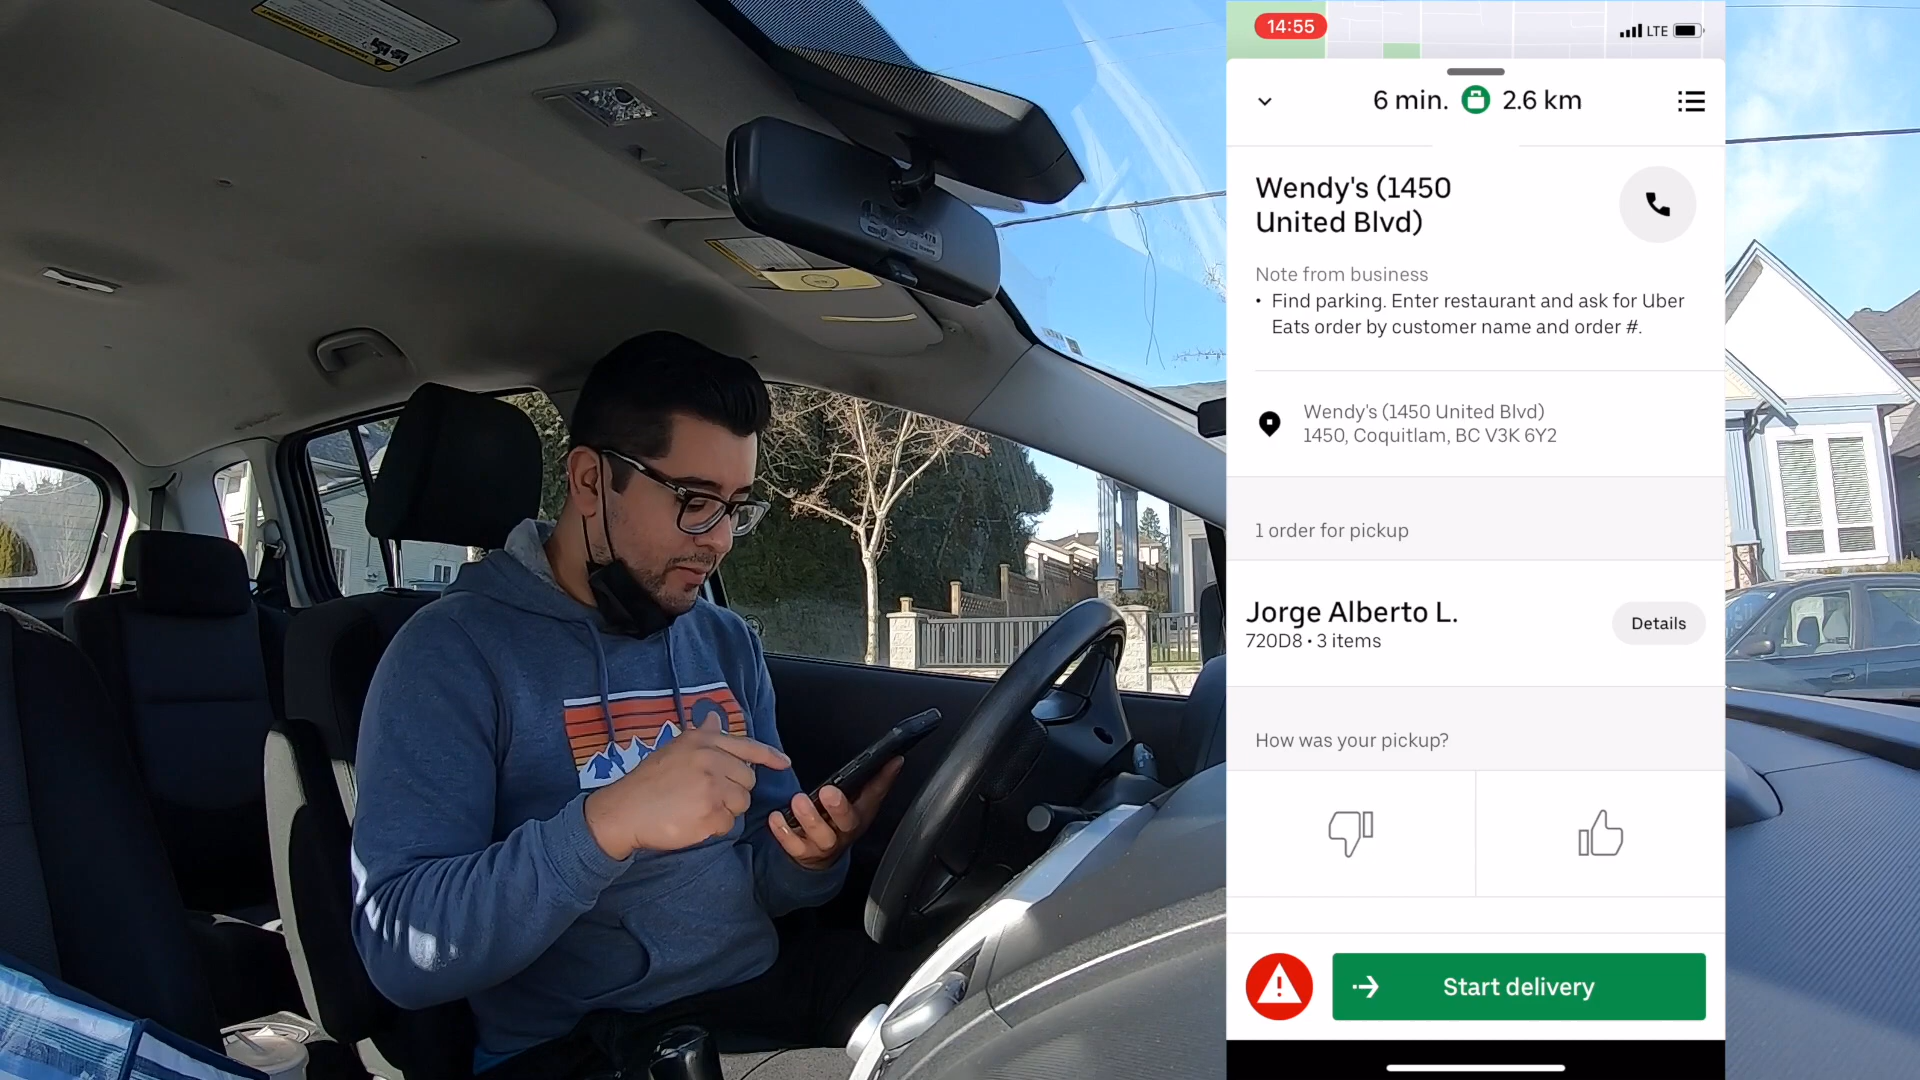 14:55
LTE
6 min.
2.6 km
Wendy's (1450
United Blvd)
Note from business
• Find parking. Enter restaurant and ask for Uber
Eats order by customer name and order #.
Wendy's (1450 United Blvd)
1450, Coquitlam, BC V3K 6Y2
1 order for pickup
Jorge Alberto L.
720D8 • 3 items
Details
How was your pickup?
Start delivery